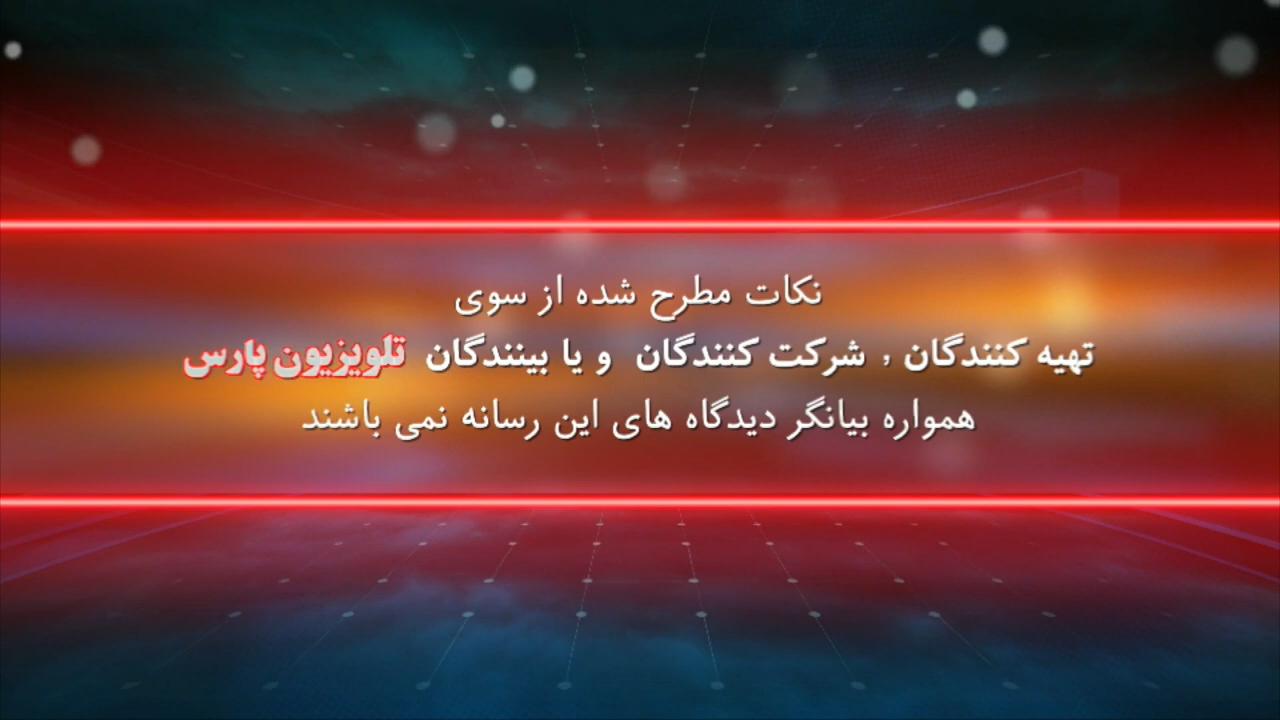 نکات مطرح شده از سوی
تهیه کنندگان , شرکت کنندگان و یا بینندگان تلویزیون پارس
همواره بیانگر دیدگاه های این رسانه نمی باشند